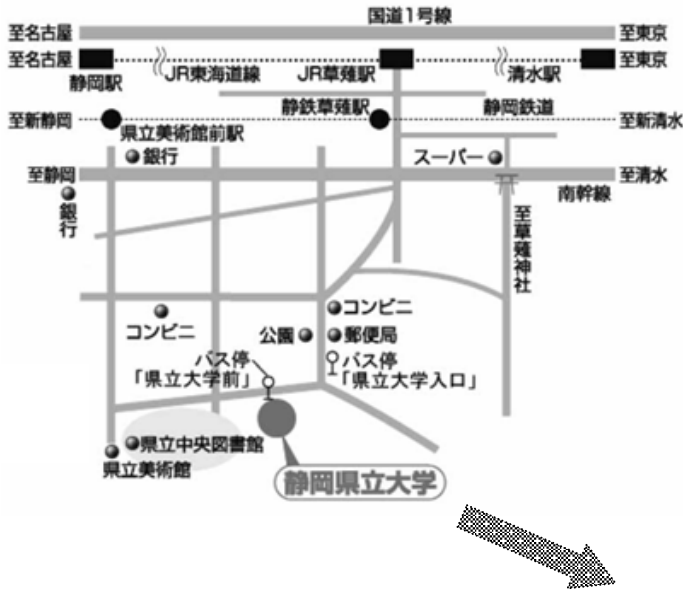 国道1号線
至名古屋
至東京
至名古屋
至東京
静岡駅
JR東海道線
JR草薙駅
清水駅
静鉄草薙駅
静岡鉄道
至新静岡
至新清水
県立美術館前駅
銀行
スーパー
至静岡
至清水
銀行
南幹線
至草薙神社
コンビニ
コンビニ
公園
郵便局
バス停
「県立大学前」
バス停
「県立大学入口」
県立中央図書館
県立美術館
静岡県立大学